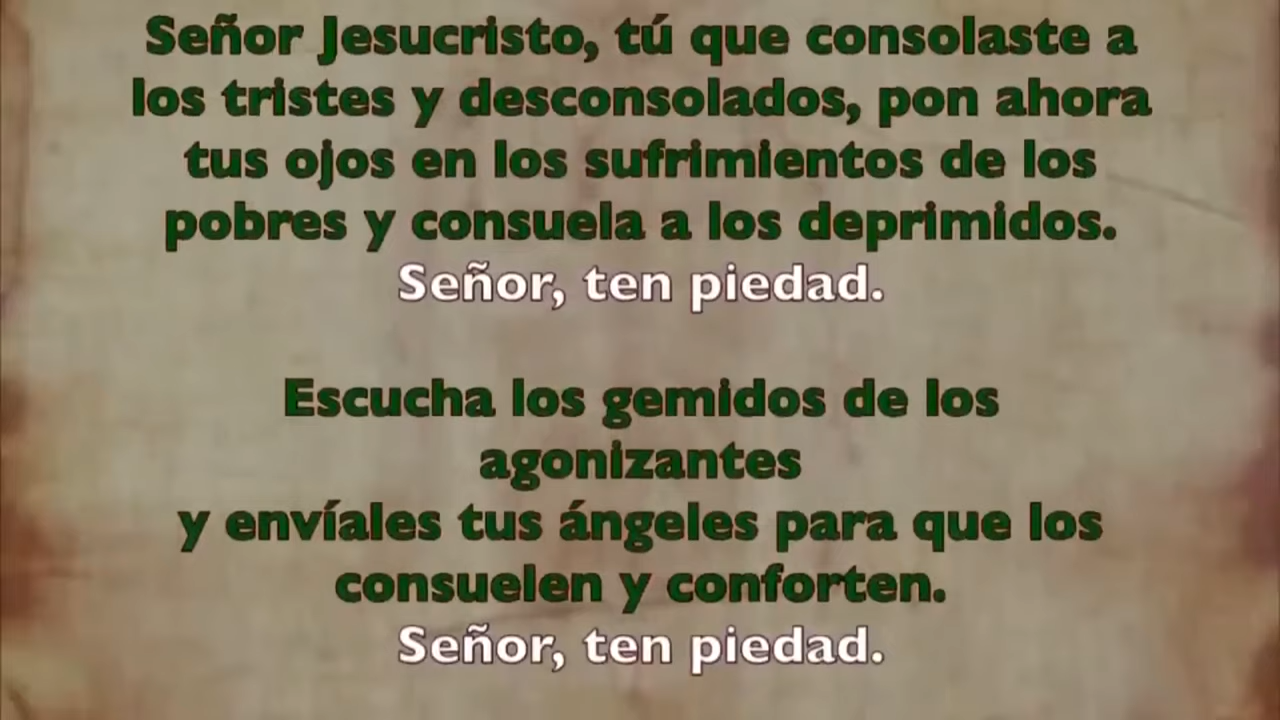 Señor Jesucristo, tú que consolaste a
los tristes y desconsolados, pon ahora
tus ojos en los sufrimientos de los
pobres y consuela a los deprimidos.
Señor, ten piedad.
Escucha los gemidos de los
agonizantes
y envíales tus ángeles para que los
consuelen y conforten.
Señor, ten piedad.